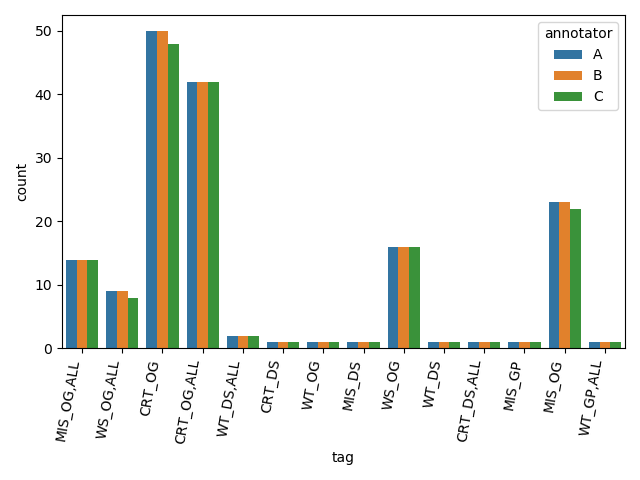 annotator
A
B
C
count
50
40
30
20
10
0
MIS_OG,ALL
WS_OG,ALL
CRT_OG
CRT_OG,ALL
WT_DS,ALL
CRT_DS
WT_OG
MIS_DS
WS_OG
WT_DS
CRT_DS,ALL
MIS_GP
MIS_OG
WT_GP,ALL
tag